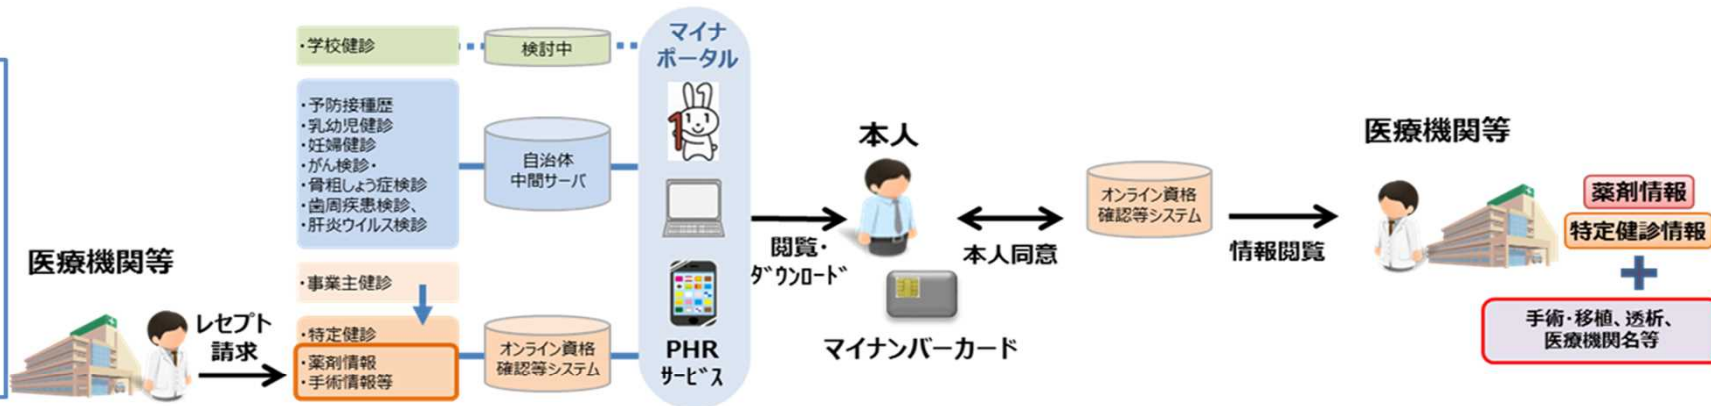 医療機関等
レセプト
請求
・学校健診
・予防接種歴
・乳幼児健診
・妊婦健診
・がん検診・
・骨粗しょう症検診
・歯周疾患検診、
・肝炎ウイルス検診
・事業主健診
・特定健診
・薬剤情報
・手術情報等
検討中
自治体
中間サーバ
オンライン資格
確認等システム
マイナ
ポータル
1
PHR
ｻｰﾋﾞｽ
閲覧・
ﾀﾞｳﾝﾛｰﾄﾞ
本人
マイナンバーカード
本人同意
オンライン資格
確認等システム
情報閲覧
医療機関等
薬剤情報
特定健診情報
+
手術・移植、透析、
医療機関名等